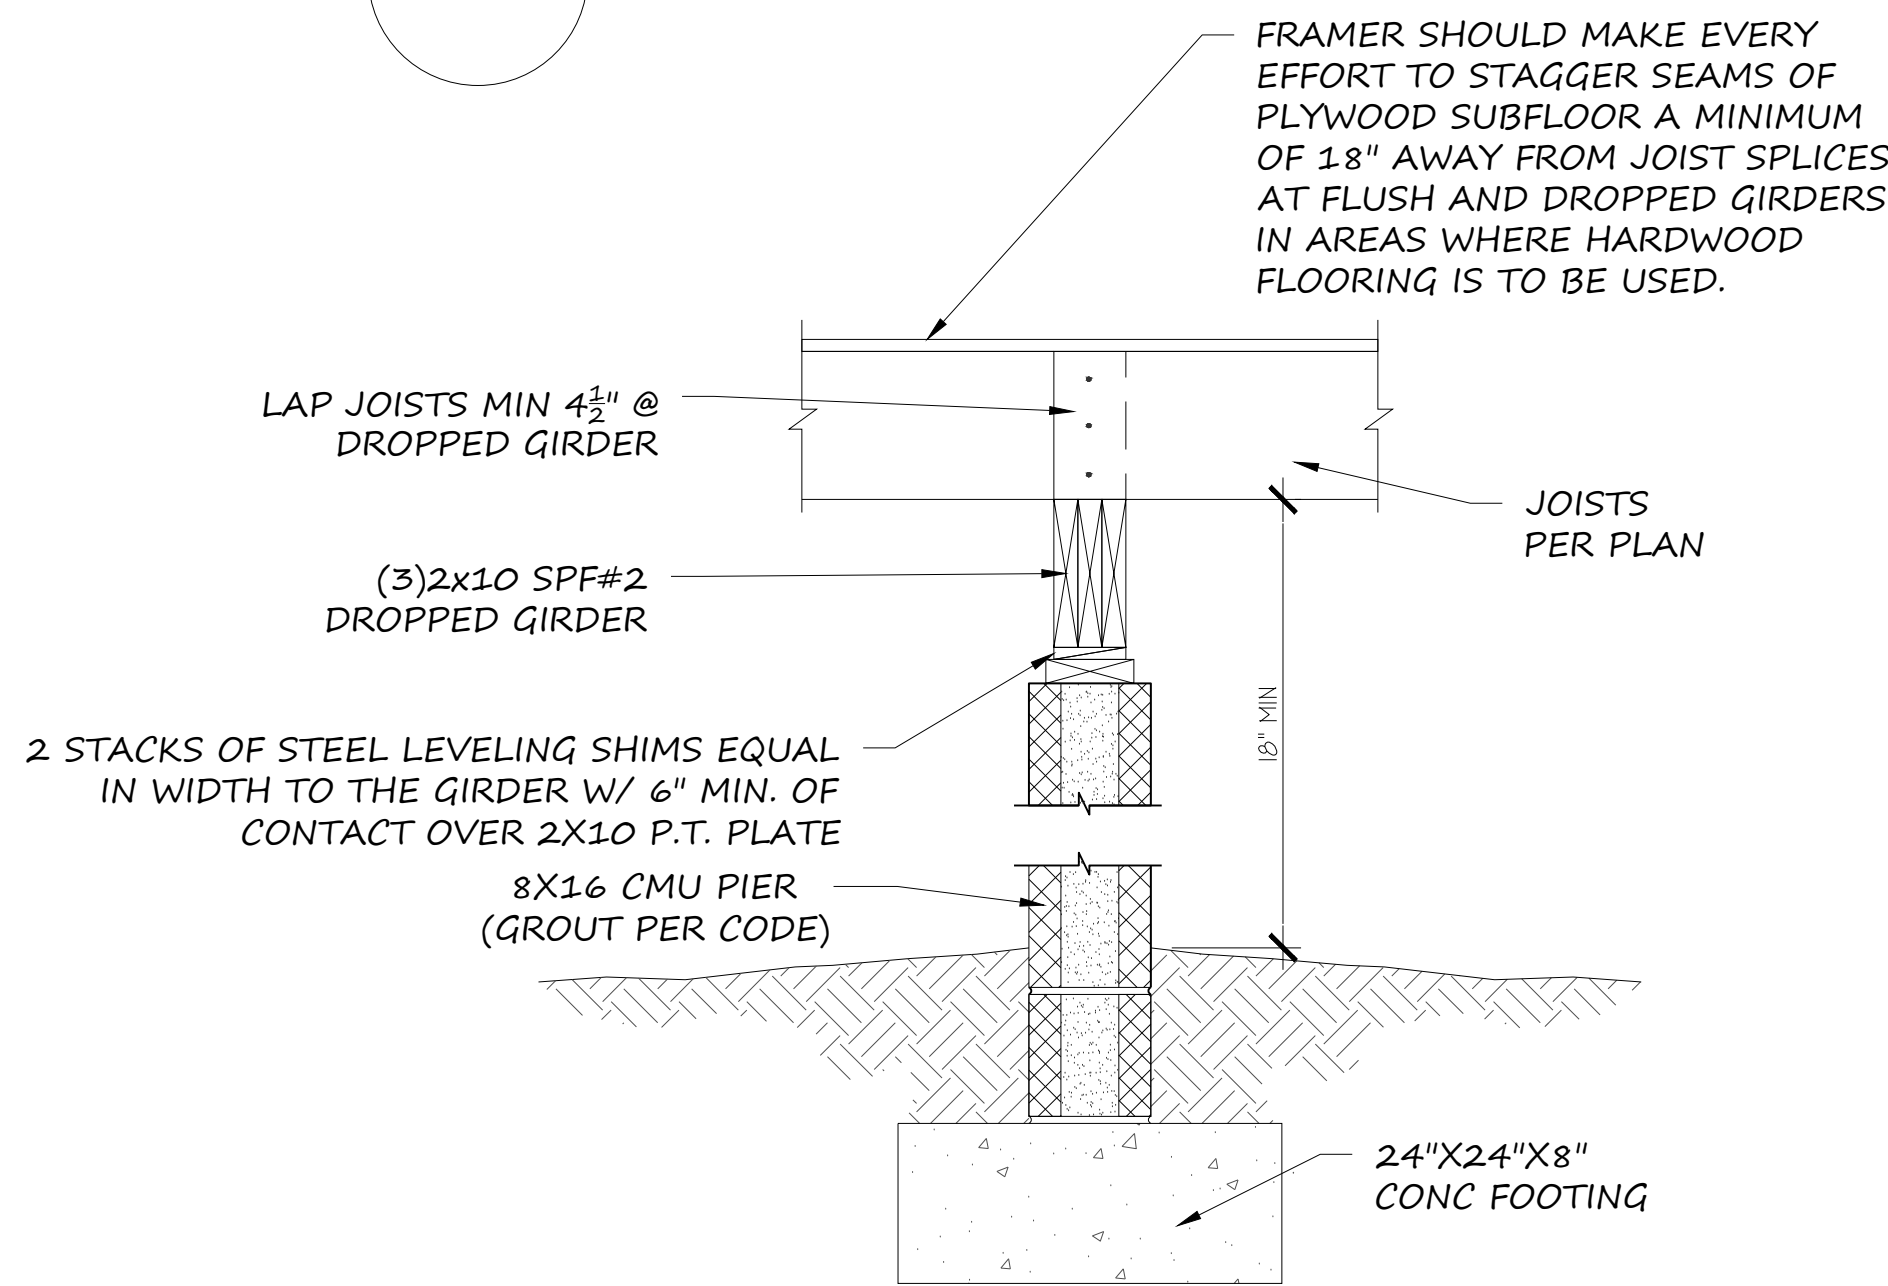 FRAMER SHOULD MAKE EVERY
EFFORT TO STAGGER SEAMS OF
PLYWOOD SUBFLOOR A MINIMUM
OF 18" AWAY FROM JOIST SPLICES
AT FLUSH AND DROPPED GIRDERS
IN AREAS WHERE HARDWOOD
FLOORING IS TO BE USED.
LAP JOISTS MIN 4½" @
DROPPED GIRDER
JOISTS
PER PLAN
(3)2x10 SPF#2
DROPPED GIRDER
18" MIN
2 STACKS OF STEEL LEVELING SHIMS EQUAL
IN WIDTH TO THE GIRDER W/ 6" MIN. OF
CONTACT OVER 2X10 P.T. PLATE
8X16 CMU PIER
(GROUT PER CODE)
24"X24"X8"
CONC FOOTING